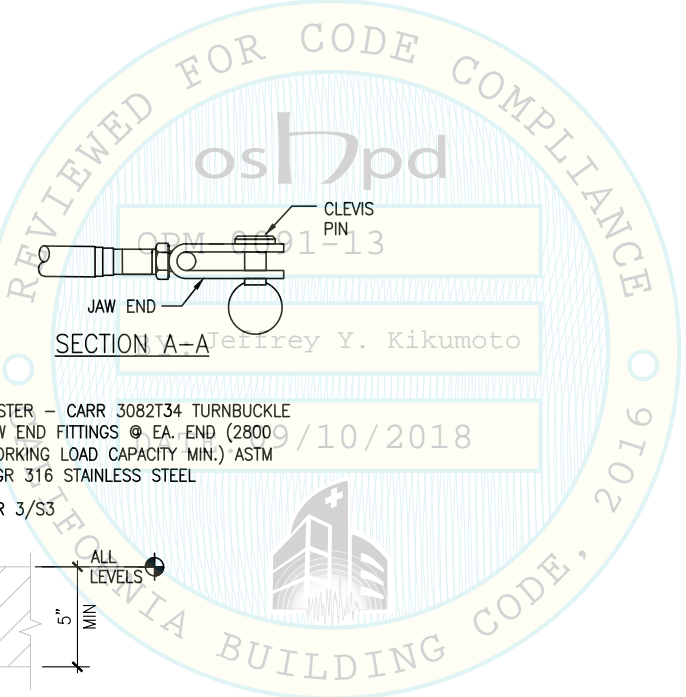 REVIEWED FOR CODE COMPLIANCE
oshpd
CLEVIS
PIN
OPM 0091-13
JAW END
SECTION A-A
BY: Jeffrey Y. Kikumoto
STER - CARR 3082T34 TURNBUCKLE
W END FITTINGS @ EA. END (2800
ORKING LOAD CAPACITY MIN.) ASTM
GR 316 STAINLESS STEEL
DATE: 09/10/2018
R 3/S3
ALL
LEVELS
5"
MIN
CALIFORNIA BUILDING CODE, 2016